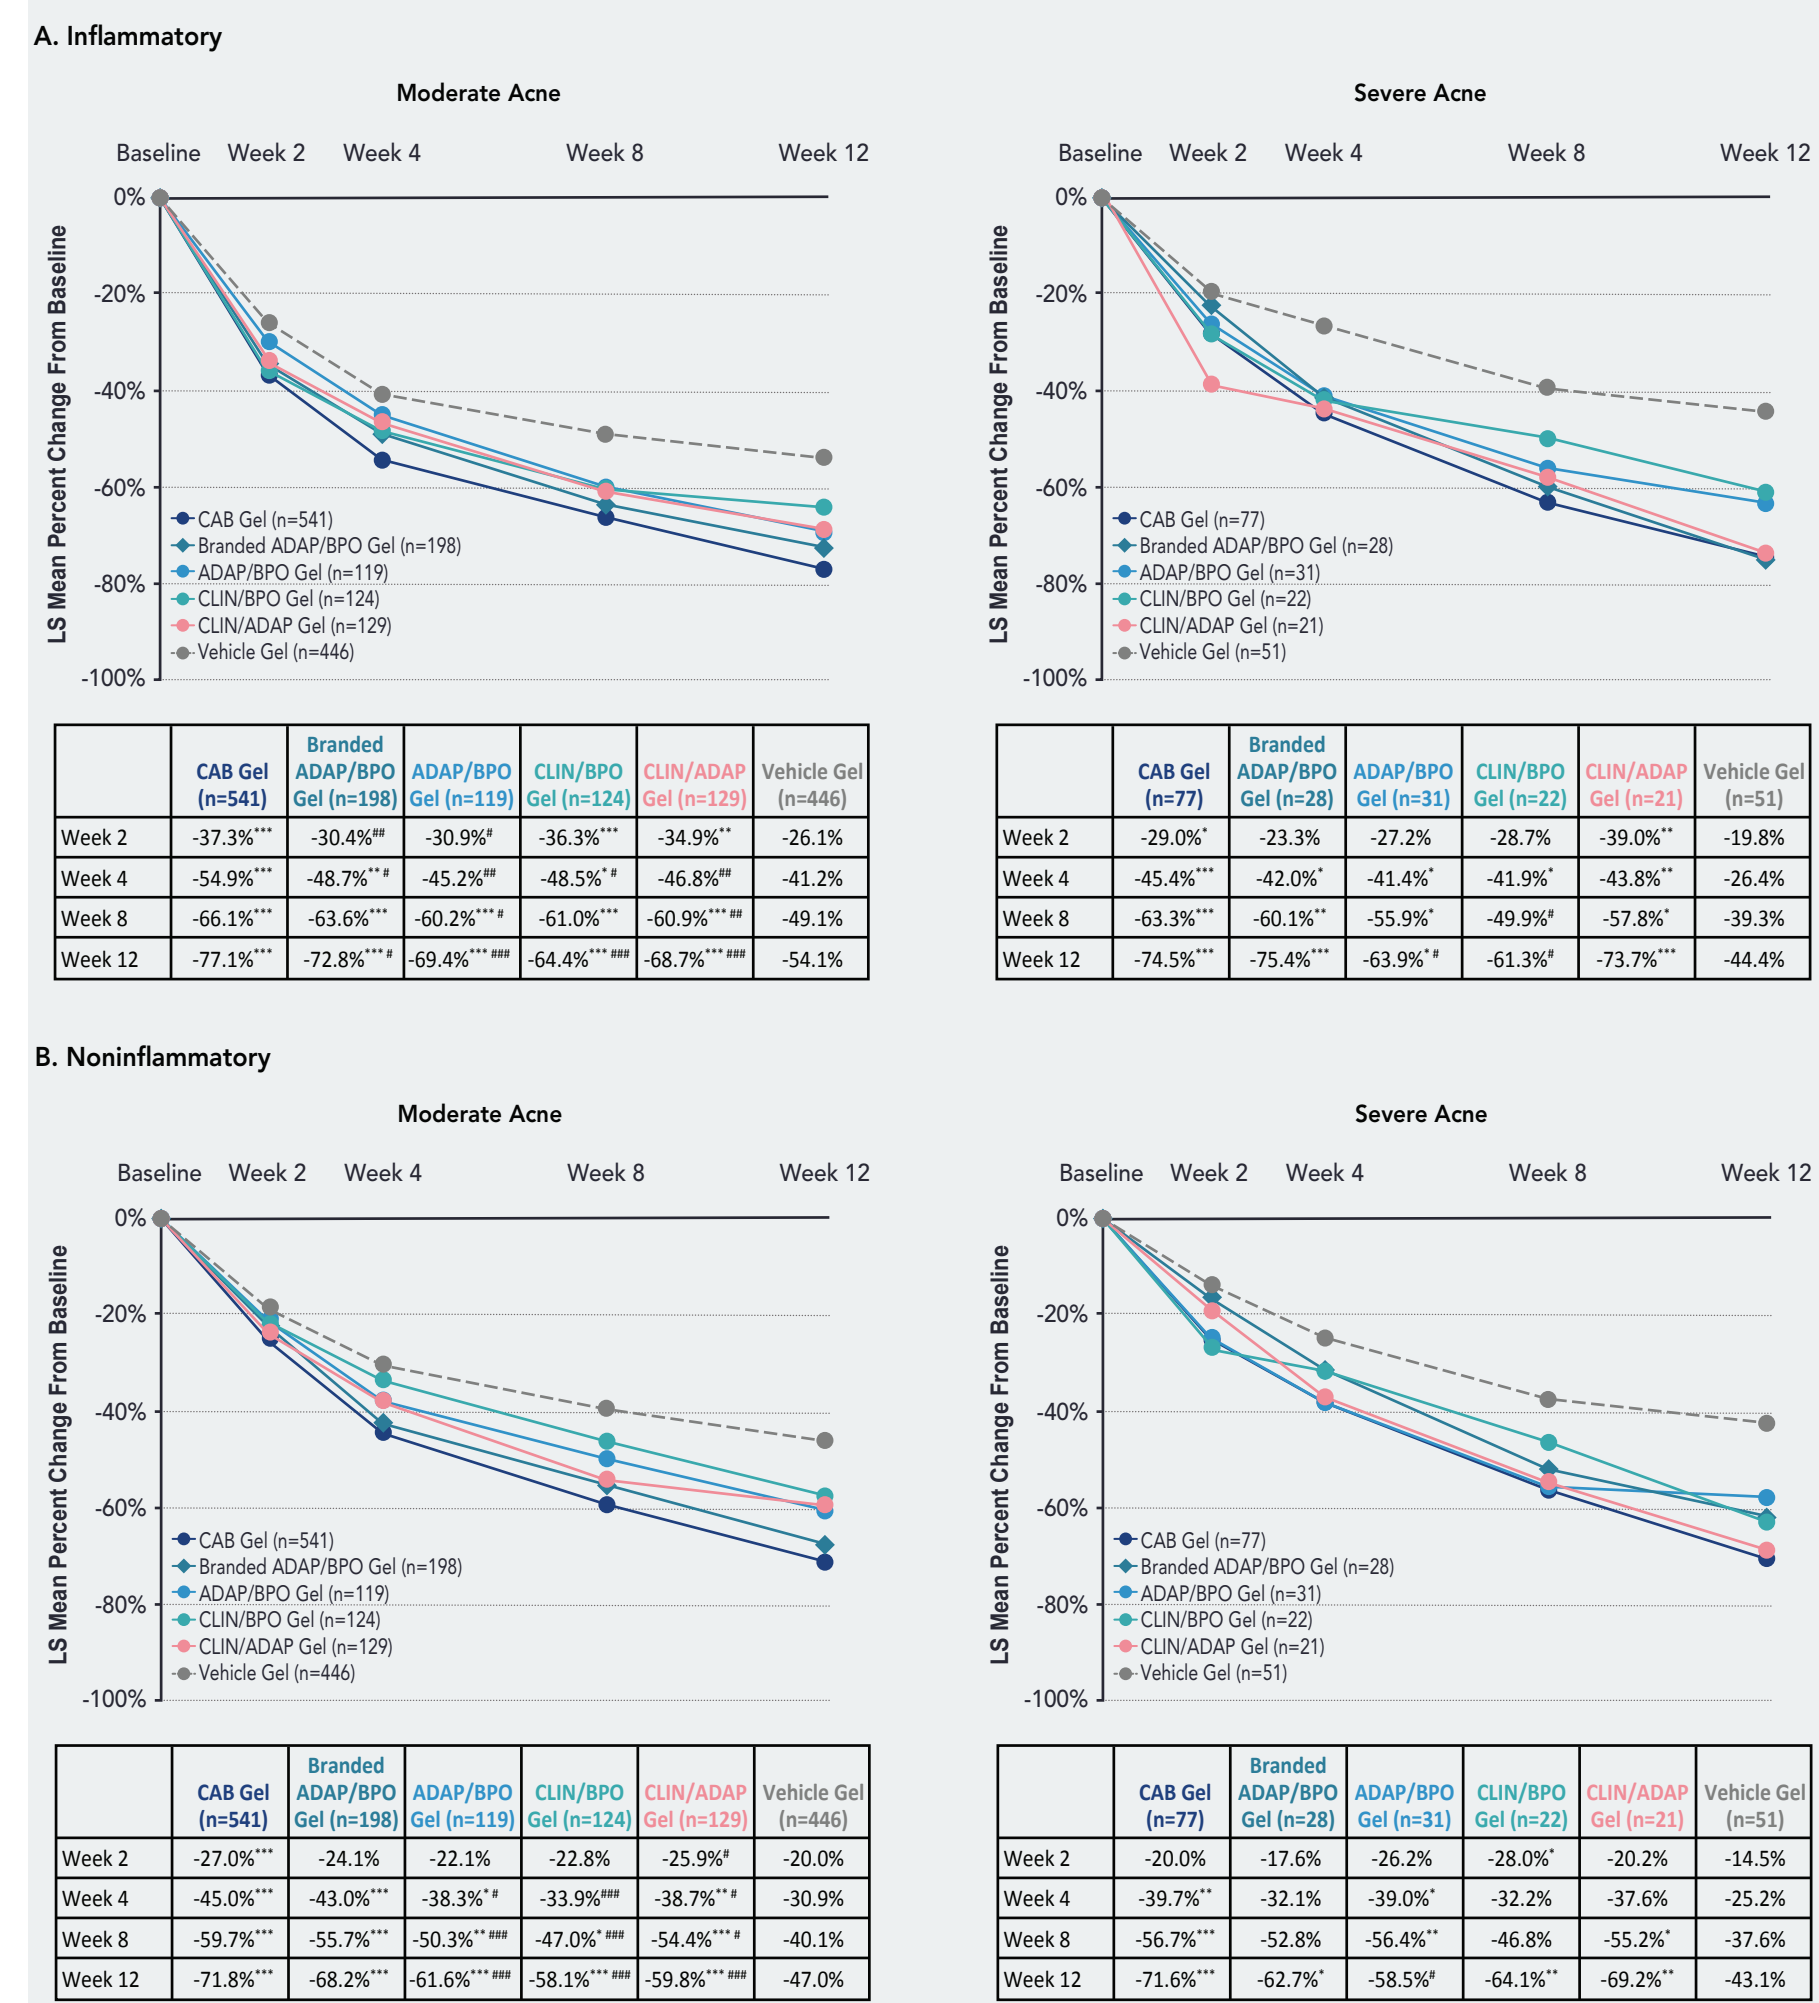 A. Inflammatory
Moderate Acne
Baseline Week 2 Week 4 Week 8 Week 12
LS Mean Percent Change From Baseline
0%
-20%
-40%
-60%
-80%
-100%
CAB Gel (n=541)
Branded ADAP/BPO Gel (n=198)
ADAP/BPO Gel (n=119)
CLIN/BPO Gel (n=124)
CLIN/ADAP Gel (n=129)
Vehicle Gel (n=446)
CAB Gel (n=541) Branded ADAP/BPO Gel (n=198) ADAP/BPO Gel (n=119) CLIN/BPO Gel (n=124) CLIN/ADAP Gel (n=129) Vehicle Gel (n=446)
Week 2 -37.3%*** -30.4%## -30.9%# -36.3%*** -34.9%** -26.1%
Week 4 -54.9%*** -48.7%** # -45.2%## -48.5%* # -46.8%## -41.2%
Week 8 -66.1%*** -63.6%*** -60.2%*** # -61.0%*** -60.9%*** ## -49.1%
Week 12 -77.1%*** -72.8%*** # -69.4%*** ### -64.4%*** ### -68.7%*** ### -54.1%
Severe Acne
Baseline Week 2 Week 4 Week 8 Week 12
LS Mean Percent Change From Baseline
0%
-20%
-40%
-60%
-80%
-100%
CAB Gel (n=77)
Branded ADAP/BPO Gel (n=28)
ADAP/BPO Gel (n=31)
CLIN/BPO Gel (n=22)
CLIN/ADAP Gel (n=21)
Vehicle Gel (n=51)
CAB Gel (n=77) Branded ADAP/BPO Gel (n=28) ADAP/BPO Gel (n=31) CLIN/BPO Gel (n=22) CLIN/ADAP Gel (n=21) Vehicle Gel (n=51)
Week 2 -29.0%* -23.3% -27.2% -28.7% -39.0%** -19.8%
Week 4 -45.4%*** -42.0%* -41.4%* -41.9%* -43.8%** -26.4%
Week 8 -63.3%*** -60.1%** -55.9%* -49.9%# -57.8%* -39.3%
Week 12 -74.5%*** -75.4%*** -63.9%* # -61.3%# -73.7%*** -44.4%
B. Noninflammatory
Moderate Acne
Baseline Week 2 Week 4 Week 8 Week 12
LS Mean Percent Change From Baseline
0%
-20%
-40%
-60%
-80%
-100%
CAB Gel (n=541)
Branded ADAP/BPO Gel (n=198)
ADAP/BPO Gel (n=119)
CLIN/BPO Gel (n=124)
CLIN/ADAP Gel (n=129)
Vehicle Gel (n=446)
CAB Gel (n=541) Branded ADAP/BPO Gel (n=198) ADAP/BPO Gel (n=119) CLIN/BPO Gel (n=124) CLIN/ADAP Gel (n=129) Vehicle Gel (n=446)
Week 2 -27.0%*** -24.1% -22.1% -22.8% -25.9%# -20.0%
Week 4 -45.0%*** -43.0%*** -38.3%* # -33.9%### -38.7%** # -30.9%
Week 8 -59.7%*** -55.7%*** -50.3%** ### -47.0%* ### -54.4%*** # -40.1%
Week 12 -71.8%*** -68.2%*** -61.6%*** ### -58.1%*** ### -59.8%*** ### -47.0%
Severe Acne
Baseline Week 2 Week 4 Week 8 Week 12
LS Mean Percent Change From Baseline
0%
-20%
-40%
-60%
-80%
-100%
CAB Gel (n=77)
Branded ADAP/BPO Gel (n=28)
ADAP/BPO Gel (n=31)
CLIN/BPO Gel (n=22)
CLIN/ADAP Gel (n=21)
Vehicle Gel (n=51)
CAB Gel (n=77) Branded ADAP/BPO Gel (n=28) ADAP/BPO Gel (n=31) CLIN/BPO Gel (n=22) CLIN/ADAP Gel (n=21) Vehicle Gel (n=51)
Week 2 -20.0% -17.6% -26.2% -28.0%* -20.2% -14.5%
Week 4 -39.7%** -32.1% -39.0%* -32.2% -37.6% -25.2%
Week 8 -56.7%*** -52.8% -56.4%** -46.8% -55.2%* -37.6%
Week 12 -71.6%*** -62.7%* -58.5%# -64.1%** -69.2%** -43.1%